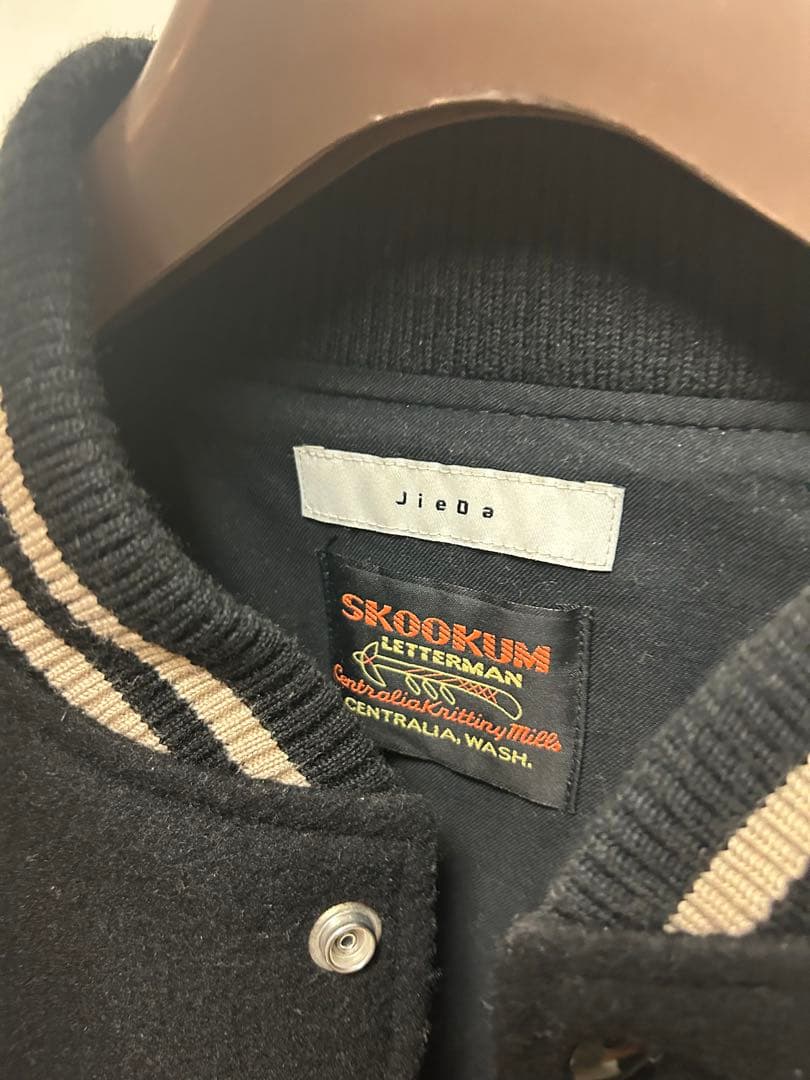 JieDa
SKOOKUM
LETTERMAN
Centralia Knitting Mills
CENTRALIA, WASH.